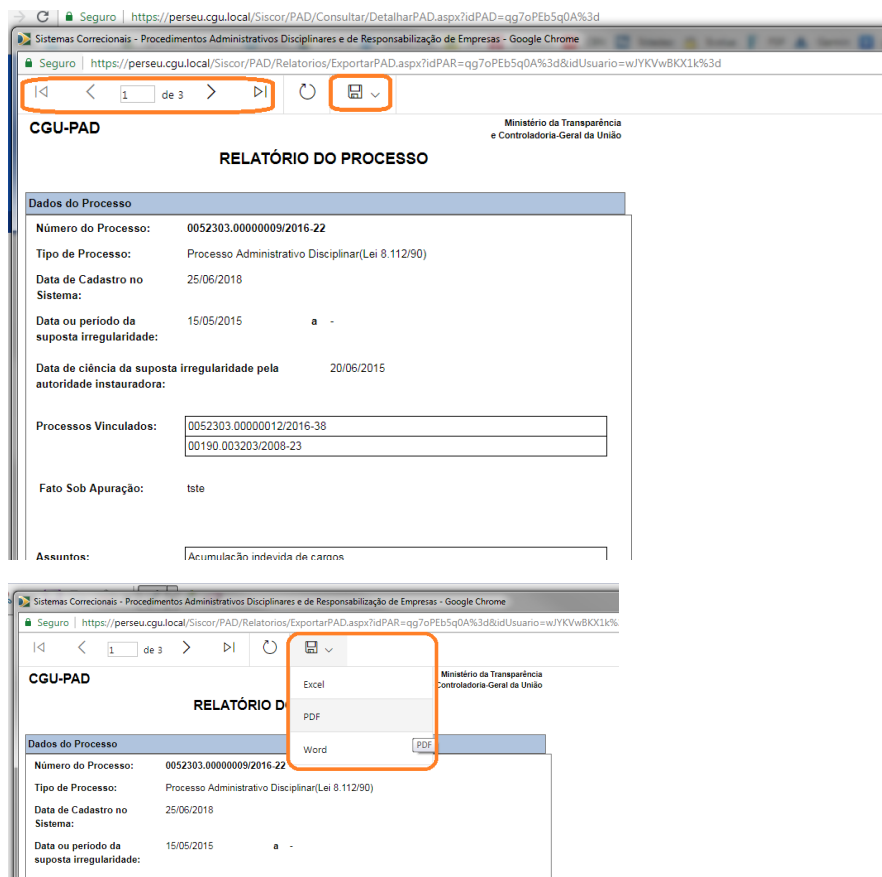 Seguro | https://perseu.cgu.local/Siscor/PAD/Consultar/DetalharPAD.aspx?idPAD=qg7oPEb5q0A%3d
Sistemas Correcionais - Procedimentos Administrativos Disciplinares e de Responsabilização de Empresas - Google Chrome
Seguro | https://perseu.cgu.local/Siscor/PAD/Relatorios/ExportarPAD.aspx?idPAR=qg7oPEb5q0A%3d&idUsuario=wJYKVwBKX1k%3d
1 de 3
CGU-PAD
Ministério da Transparência
e Controladoria-Geral da União
RELATÓRIO DO PROCESSO
Dados do Processo
Número do Processo: 0052303.00000009/2016-22
Tipo de Processo: Processo Administrativo Disciplinar(Lei 8.112/90)
Data de Cadastro no 25/06/2018
Sistema:
Data ou período da 15/05/2015 a -
suposta irregularidade:
Data de ciência da suposta irregularidade pela 20/06/2015
autoridade instauradora:
Processos Vinculados: 0052303.00000012/2016-38
00190.003203/2008-23
Fato Sob Apuração: tste
Assuntos: Acumulação indevida de cargos
Sistemas Correcionais - Procedimentos Administrativos Disciplinares e de Responsabilização de Empresas - Google Chrome
Seguro | https://perseu.cgu.local/Siscor/PAD/Relatorios/ExportarPAD.aspx?idPAR=qg7oPEb5q0A%3d&idUsuario=wJYKVwBKX1k%
1 de 3
CGU-PAD
Ministério da Transparência
Controladoria-Geral da União
RELATÓRIO D
Excel
PDF
Word
PDF
Dados do Processo
Número do Processo: 0052303.00000009/2016-22
Tipo de Processo: Processo Administrativo Disciplinar(Lei 8.112/90)
Data de Cadastro no 25/06/2018
Sistema:
Data ou período da 15/05/2015 a -
suposta irregularidade: